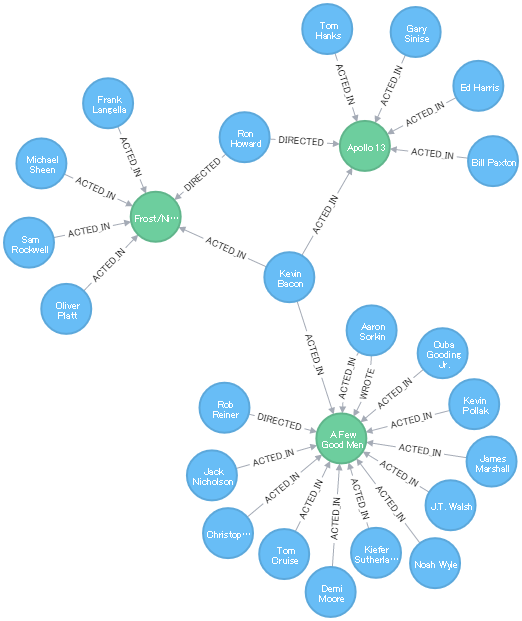 Tom
Hanks
Gary
Sinise
ACTED_IN
ACTED_IN
Ed Harris
ACTED_IN
Frank
Langella
Ron
Howard
DIRECTED
Apollo 13
ACTED_IN
Bill Paxton
ACTED_IN
Michael
Sheen
ACTED_IN
DIRECTED
Frost/Ni...
Sam
Rockwell
ACTED_IN
ACTED_IN
ACTED_IN
ACTED_IN
Kevin
Bacon
Oliver
Platt
ACTED_IN
Aaron
Sorkin
Cuba
Gooding
Jr.
ACTED_IN
WROTE
ACTED_IN
Rob
Reiner
DIRECTED
Kevin
Pollak
ACTED_IN
A Few
Good Men
Jack
Nicholson
ACTED_IN
ACTED_IN
James
Marshall
ACTED_IN
J.T. Walsh
Christop...
ACTED_IN
ACTED_IN
ACTED_IN
ACTED_IN
ACTED_IN
Tom
Cruise
Kiefer
Sutherla...
Noah Wyle
Demi
Moore